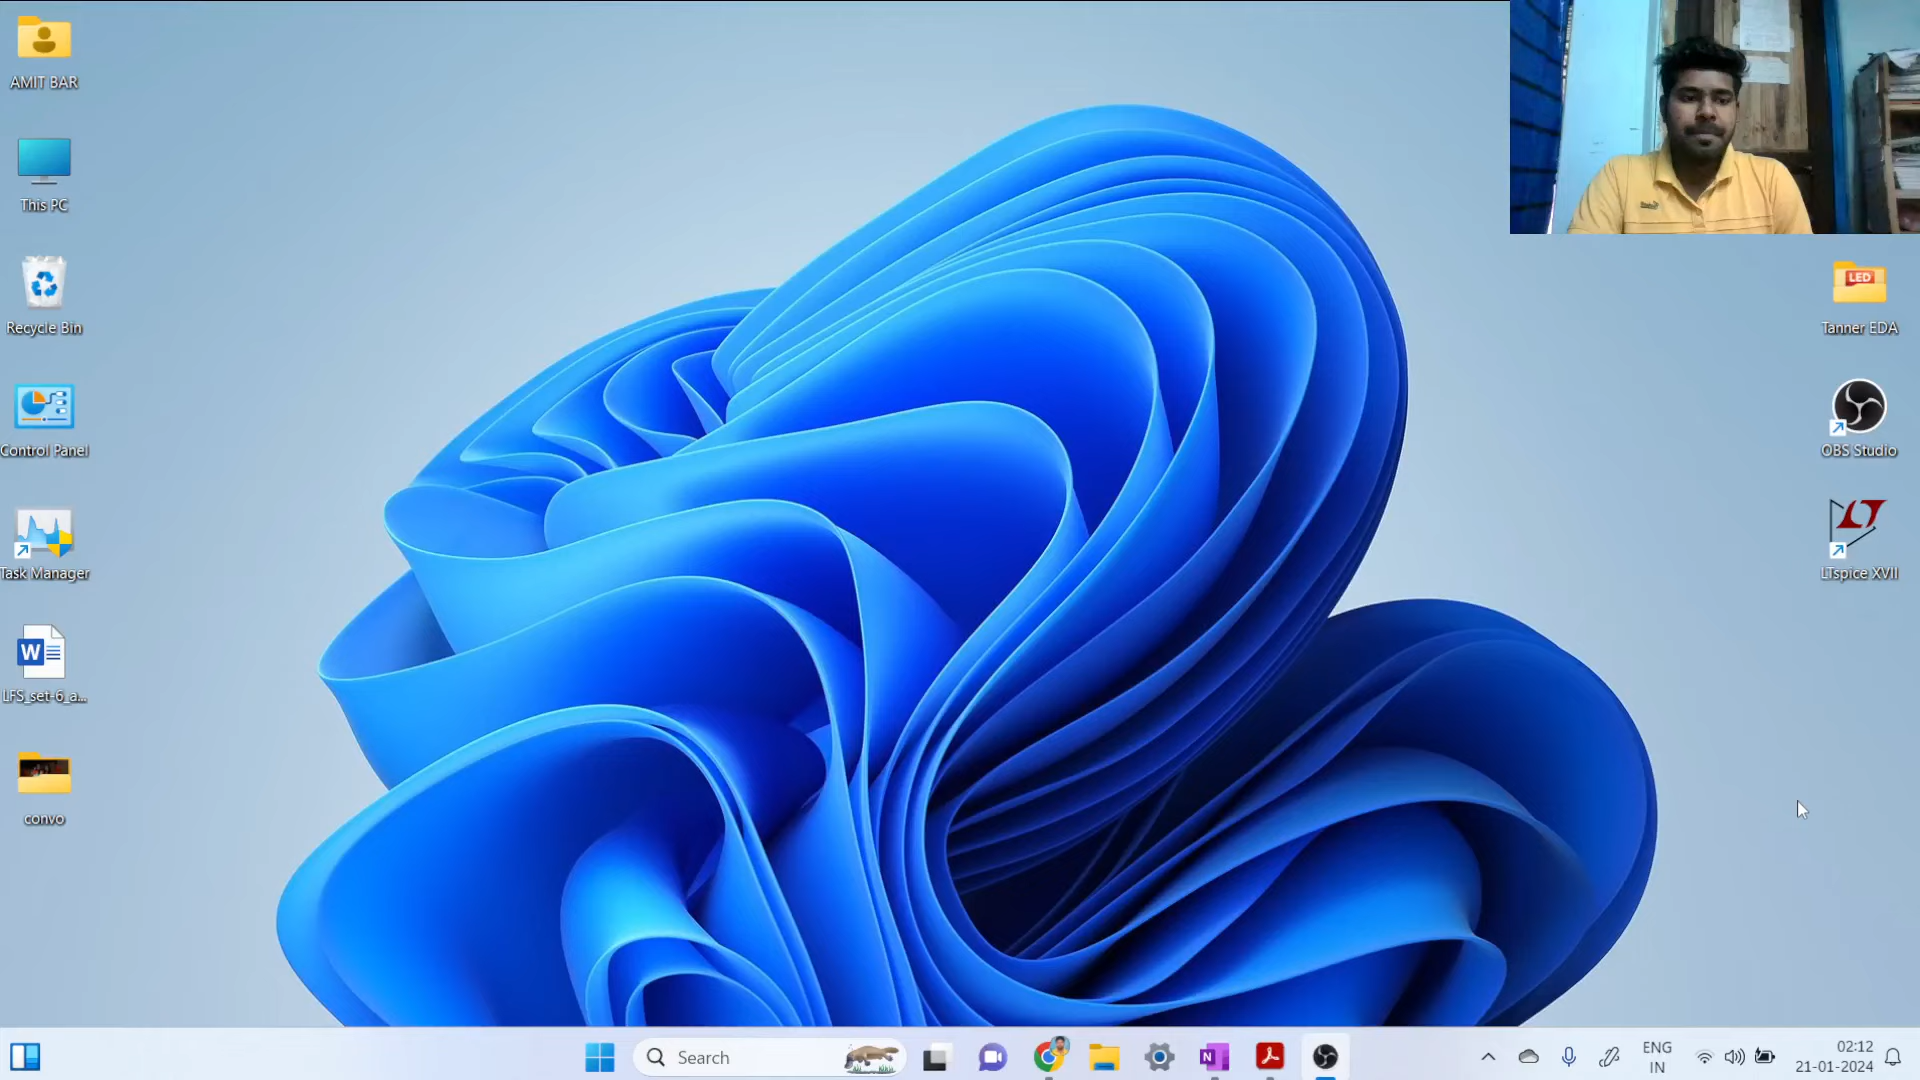 AMIT BAR
This PC
Recycle Bin
Control Panel
Task Manager
LFS_set-6_a...
convo
LED
Tanner EDA
OBS Studio
LTspice XVII
Search
ENG
IN
02:12
21-01-2024